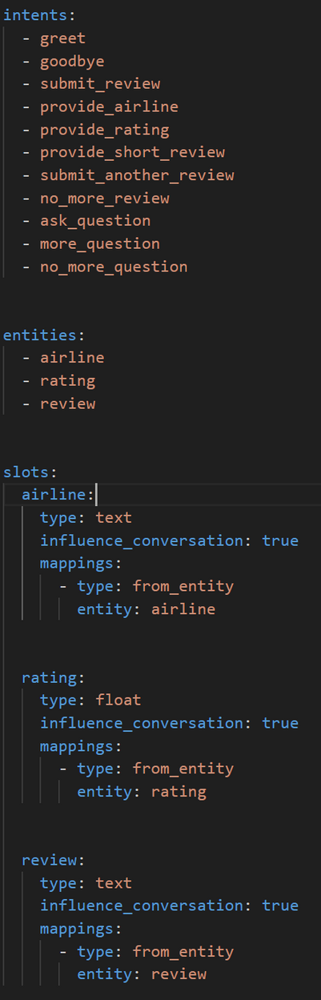 intents:
  - greet
  - goodbye
  - submit_review
  - provide_airline
  - provide_rating
  - provide_short_review
  - submit_another_review
  - no_more_review
  - ask_question
  - more_question
  - no_more_question
entities:
  - airline
  - rating
  - review
slots:
  airline:
    type: text
    influence_conversation: true
    mappings:
      - type: from_entity
        entity: airline
  rating:
    type: float
    influence_conversation: true
    mappings:
      - type: from_entity
        entity: rating
  review:
    type: text
    influence_conversation: true
    mappings:
      - type: from_entity
        entity: review